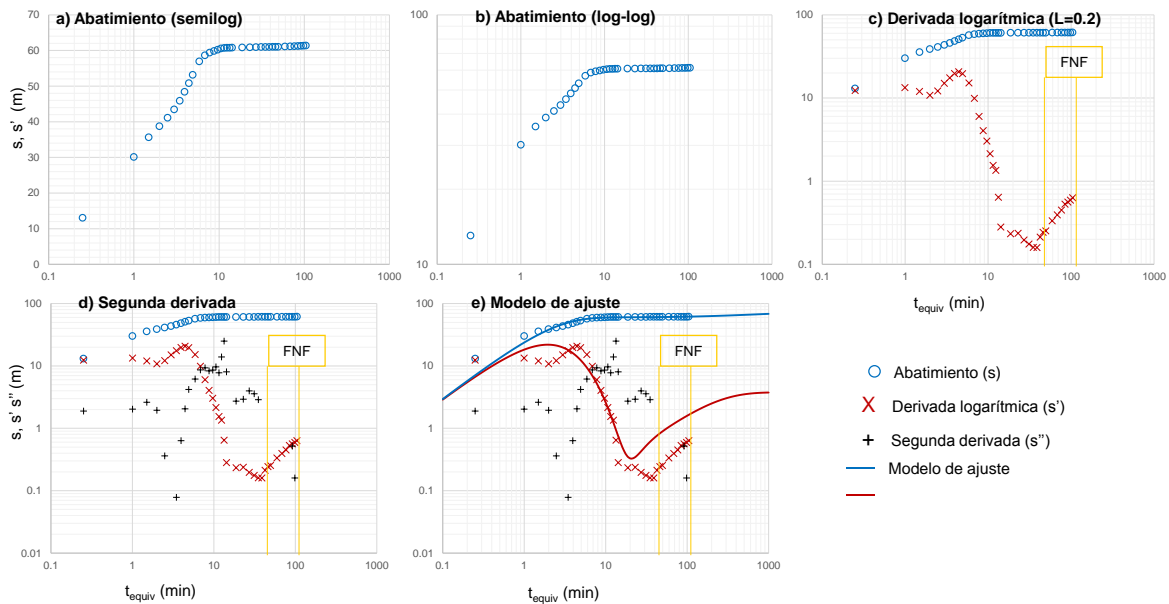 a) Abatimiento (semilog)
b) Abatimiento (log-log)
c) Derivada logarítmica (L=0.2)
s, s’ (m)
70
60
50
40
30
20
10
0
0.1 1 10 100 1000
100
10
0.1 1 10 100 1000
100
10
1
0.1
0.1 1 10 100 1000
FNF
t_equiv (min)
d) Segunda derivada
e) Modelo de ajuste
s, s’ s’’ (m)
100
10
1
0.1
0.01
0.1 1 10 100 1000
FNF
t_equiv (min)
100
10
1
0.1
0.01
0.1 1 10 100 1000
FNF
t_equiv (min)
Abatimiento (s)
Derivada logarítmica (s’)
Segunda derivada (s’’)
Modelo de ajuste